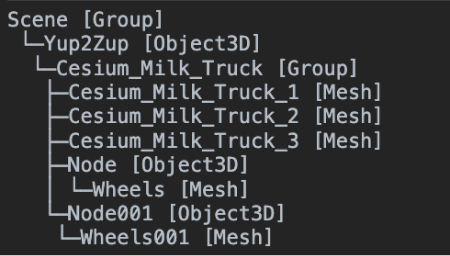 Scene [Group]
└─Yup2Zup [Object3D]
  └─Cesium_Milk_Truck [Group]
    ├─Cesium_Milk_Truck_1 [Mesh]
    ├─Cesium_Milk_Truck_2 [Mesh]
    ├─Cesium_Milk_Truck_3 [Mesh]
    ├─Node [Object3D]
    │ └─Wheels [Mesh]
    └─Node001 [Object3D]
      └─Wheels001 [Mesh]